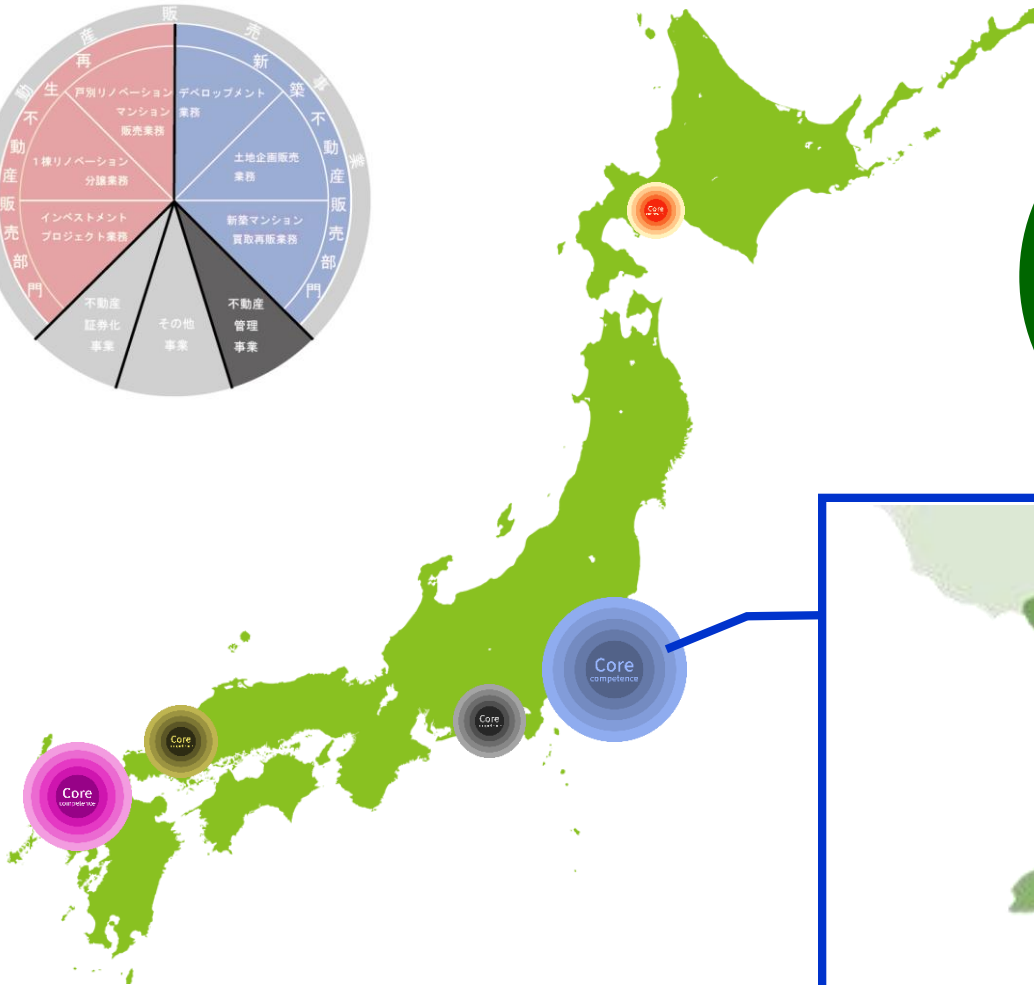 不動産販売事業
再生不動産販売部門
新築不動産販売部門
戸別リノベーション
マンション
販売業務
デベロップメント
業務
1棟リノベーション
分譲業務
土地企画販売
業務
インベストメント
プロジェクト業務
新築マンション
買取再販業務
不動産
証券化
事業
その他
事業
不動産
管理
事業
Core
Core
competence
Core
Core
Core
competence